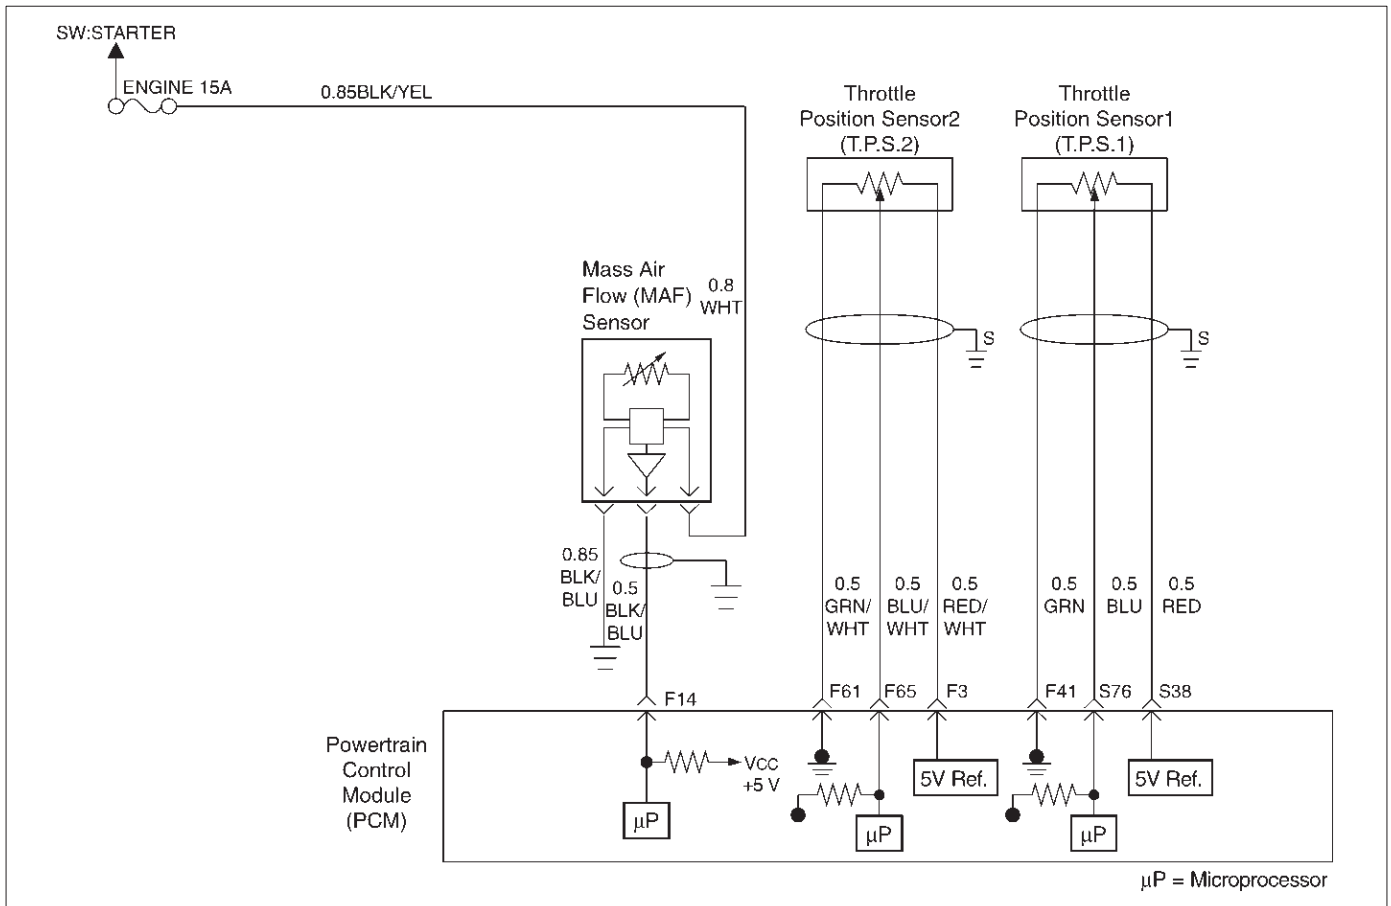 SW:STARTER
ENGINE 15A
0.85BLK/YEL
Throttle
Position Sensor2
(T.P.S.2)
Throttle
Position Sensor1
(T.P.S.1)
Mass Air
Flow (MAF)
Sensor
0.8
WHT
S
S
0.85
BLK/
BLU
0.5
BLK/
BLU
0.5
GRN/
WHT
0.5
BLU/
WHT
0.5
RED/
WHT
0.5
GRN
0.5
BLU
0.5
RED
F14
F61
F65
F3
F41
S76
S38
Powertrain
Control
Module
(PCM)
Vcc
+5 V
µP
5V Ref.
µP
5V Ref.
µP
µP = Microprocessor